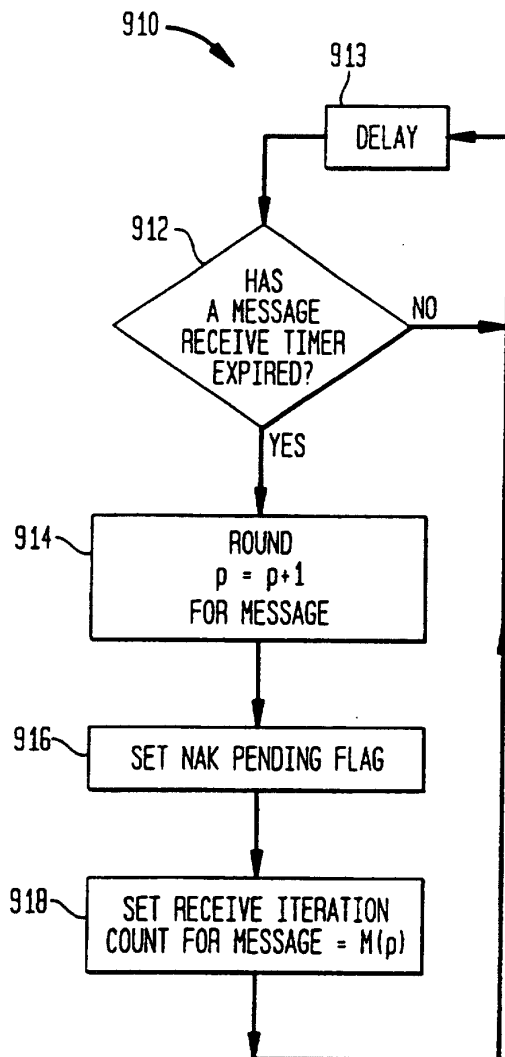 910
913
DELAY
912
HAS
A MESSAGE
RECEIVE TIMER
EXPIRED?
NO
YES
914
ROUND
p = p+1
FOR MESSAGE
916
SET NAK PENDING FLAG
918
SET RECEIVE ITERATION
COUNT FOR MESSAGE = M(p)